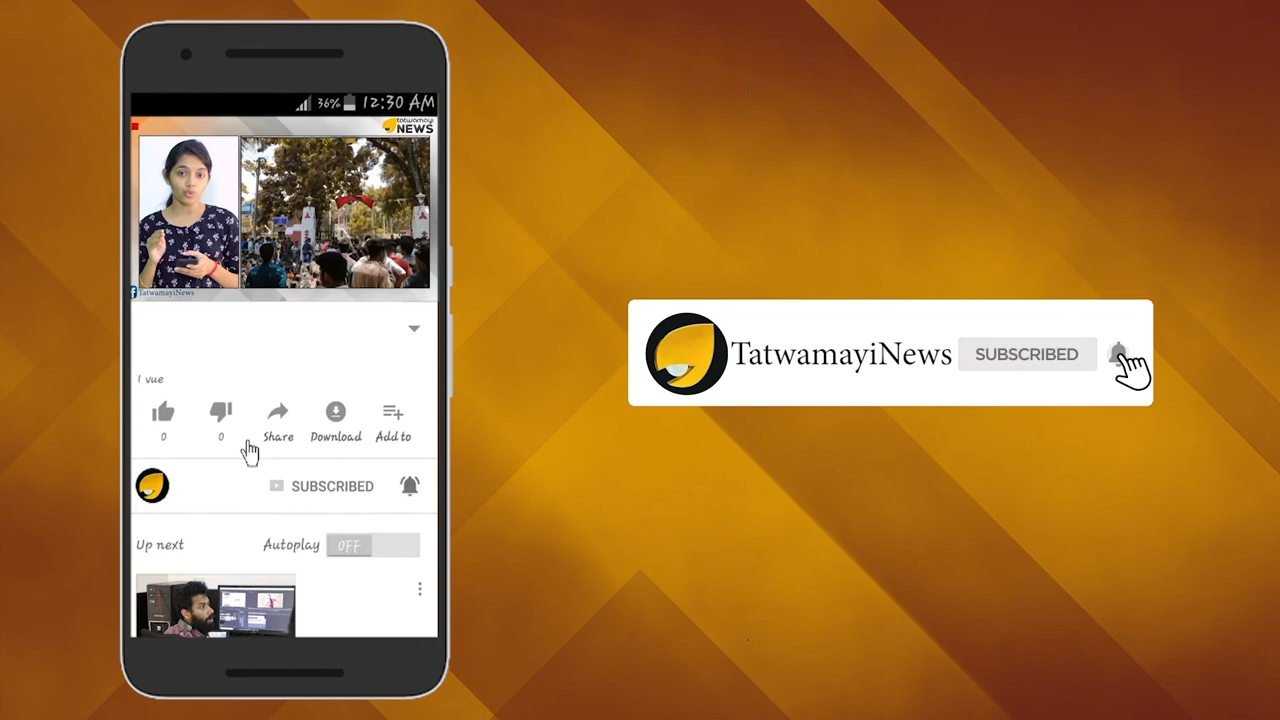 36% 12:30 AM
tatwamayi
NEWS
TatwamayiNews
1 vue
0 0 Share Download Add to
SUBSCRIBED
Up next Autoplay OFF
TatwamayiNews SUBSCRIBED